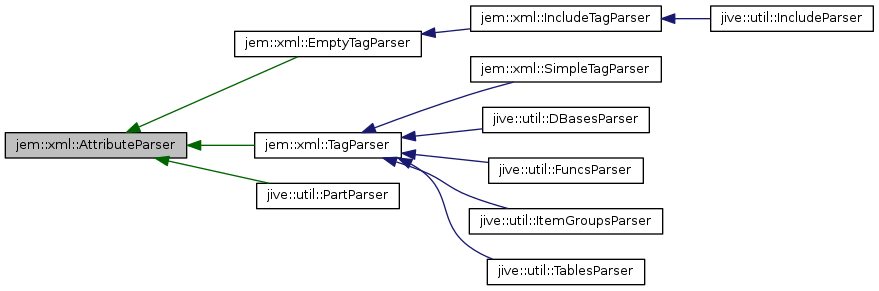 jem::xml::IncludeTagParser
jive::util::IncludeParser
jem::xml::EmptyTagParser
jem::xml::SimpleTagParser
jive::util::DBasesParser
jem::xml::AttributeParser
jem::xml::TagParser
jive::util::FuncsParser
jive::util::PartParser
jive::util::ItemGroupsParser
jive::util::TablesParser